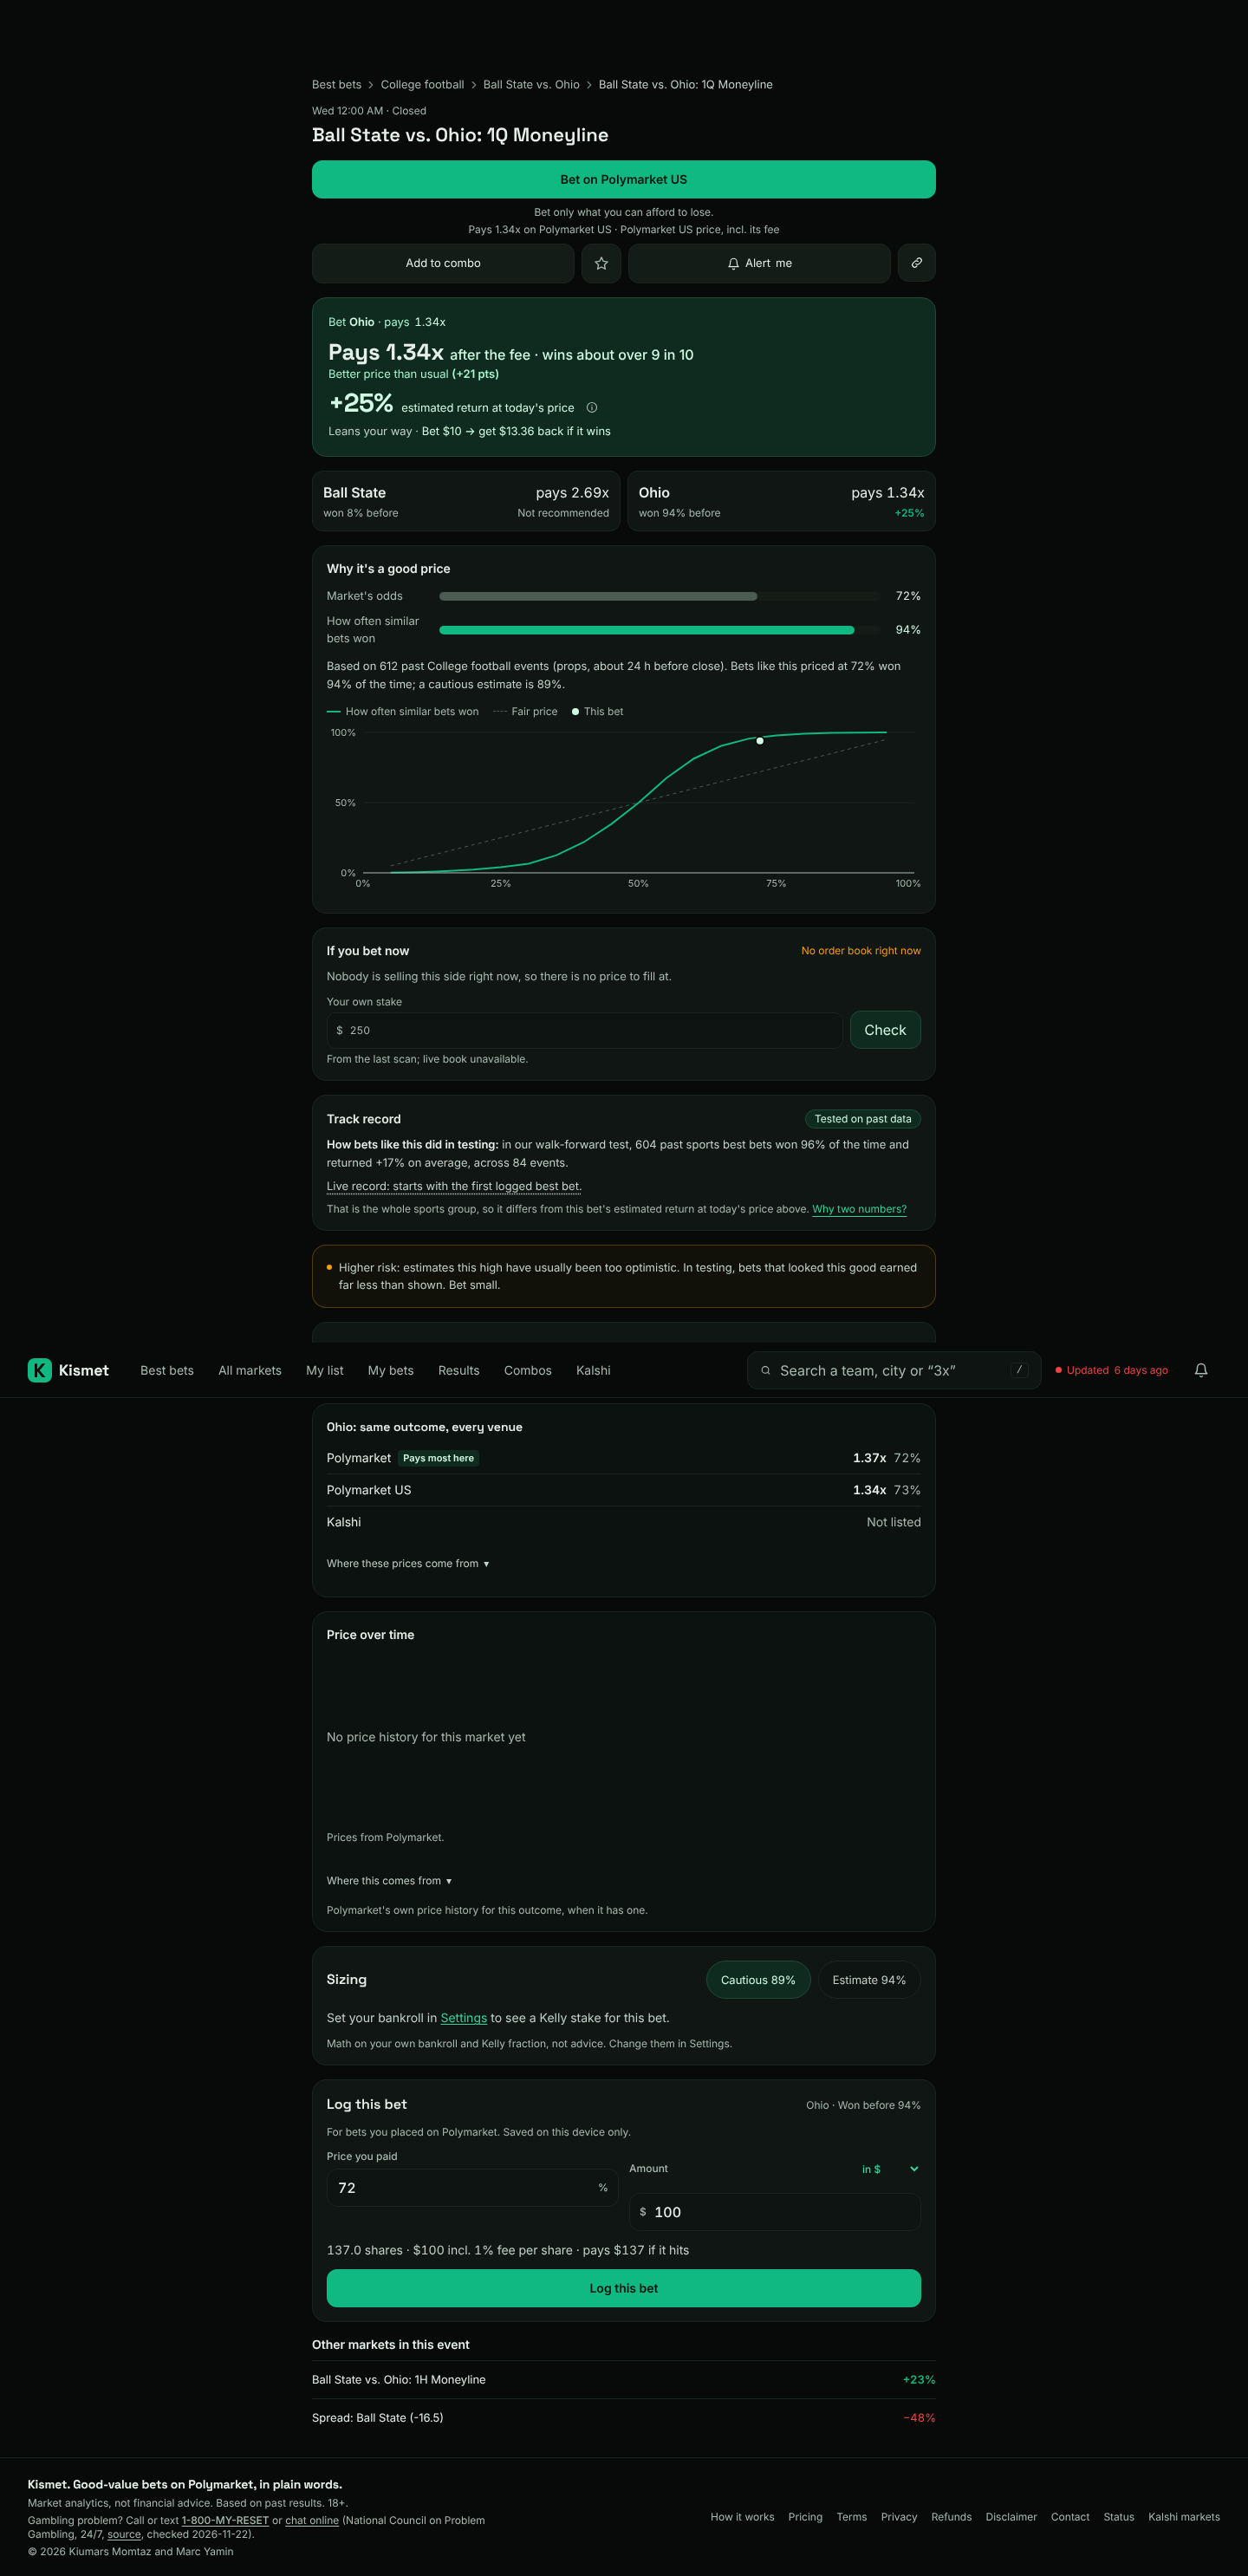 Best bets > College football > Ball State vs. Ohio > Ball State vs. Ohio: 1Q Moneyline
Wed 12:00 AM · Closed
Ball State vs. Ohio: 1Q Moneyline
Bet on Polymarket US
Bet only what you can afford to lose.
Pays 1.34x on Polymarket US · Polymarket US price, incl. its fee
Add to combo
Alert me
Bet Ohio · pays 1.34x
Pays 1.34x after the fee · wins about over 9 in 10
Better price than usual (+21 pts)
+25% estimated return at today's price
Leans your way · Bet $10 → get $13.36 back if it wins
Ball State pays 2.69x
won 8% before Not recommended
Ohio pays 1.34x
won 94% before +25%
Why it's a good price
Market's odds 72%
How often similar
bets won 94%
Based on 612 past College football events (props, about 24 h before close). Bets like this priced at 72% won
94% of the time; a cautious estimate is 89%.
How often similar bets won Fair price This bet
100%
50%
0%
0% 25% 50% 75% 100%
If you bet now No order book right now
Nobody is selling this side right now, so there is no price to fill at.
Your own stake
$ 250 Check
From the last scan; live book unavailable.
Track record Tested on past data
How bets like this did in testing: in our walk-forward test, 604 past sports best bets won 96% of the time and
returned +17% on average, across 84 events.
Live record: starts with the first logged best bet.
That is the whole sports group, so it differs from this bet's estimated return at today's price above. Why two numbers?
Higher risk: estimates this high have usually been too optimistic. In testing, bets that looked this good earned
far less than shown. Bet small.
K Kismet Best bets All markets My list My bets Results Combos Kalshi Search a team, city or “3x” / Updated 6 days ago
Ohio: same outcome, every venue
Polymarket Pays most here 1.37x 72%
Polymarket US 1.34x 73%
Kalshi Not listed
Where these prices come from ▾
Price over time
No price history for this market yet
Prices from Polymarket.
Where this comes from ▾
Polymarket's own price history for this outcome, when it has one.
Sizing Cautious 89% Estimate 94%
Set your bankroll in Settings to see a Kelly stake for this bet.
Math on your own bankroll and Kelly fraction, not advice. Change them in Settings.
Log this bet Ohio · Won before 94%
For bets you placed on Polymarket. Saved on this device only.
Price you paid
72 %
Amount in $
$ 100
137.0 shares · $100 incl. 1% fee per share · pays $137 if it hits
Log this bet
Other markets in this event
Ball State vs. Ohio: 1H Moneyline +23%
Spread: Ball State (-16.5) −48%
Kismet. Good-value bets on Polymarket, in plain words.
Market analytics, not financial advice. Based on past results. 18+.
Gambling problem? Call or text 1-800-MY-RESET or chat online (National Council on Problem
Gambling, 24/7, source, checked 2026-11-22).
© 2026 Kiumars Momtaz and Marc Yamin
How it works Pricing Terms Privacy Refunds Disclaimer Contact Status Kalshi markets